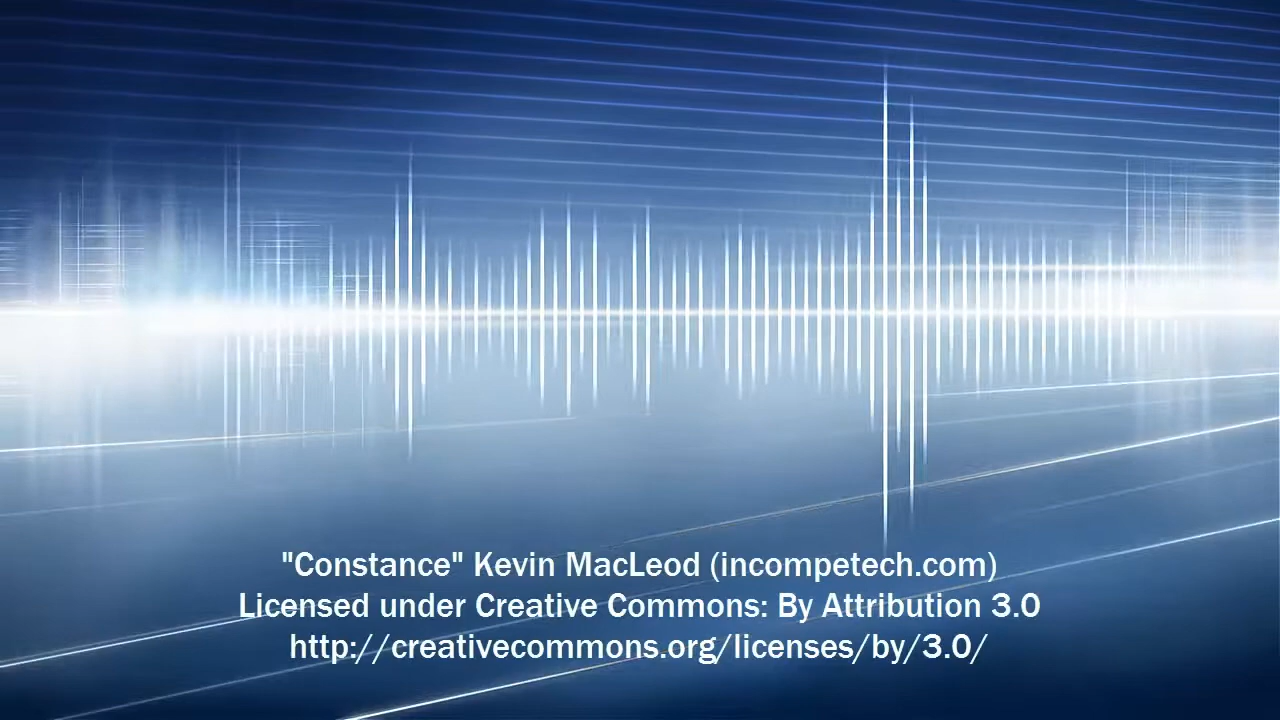 "Constance" Kevin MacLeod (incompetech.com)
Licensed under Creative Commons: By Attribution 3.0
http://creativecommons.org/licenses/by/3.0/